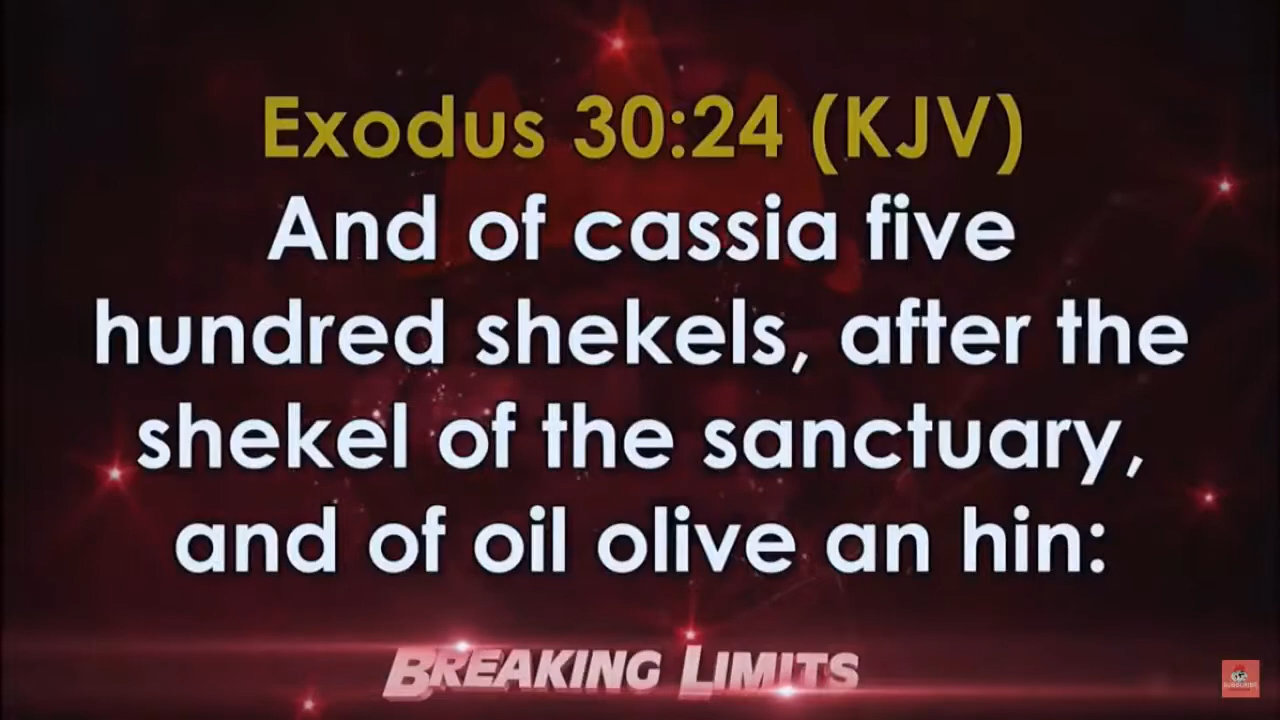 Exodus 30:24 (KJV)
And of cassia five
hundred shekels, after the
shekel of the sanctuary,
and of oil olive an hin:
BREAKING LIMITS
SUBSCRIBE